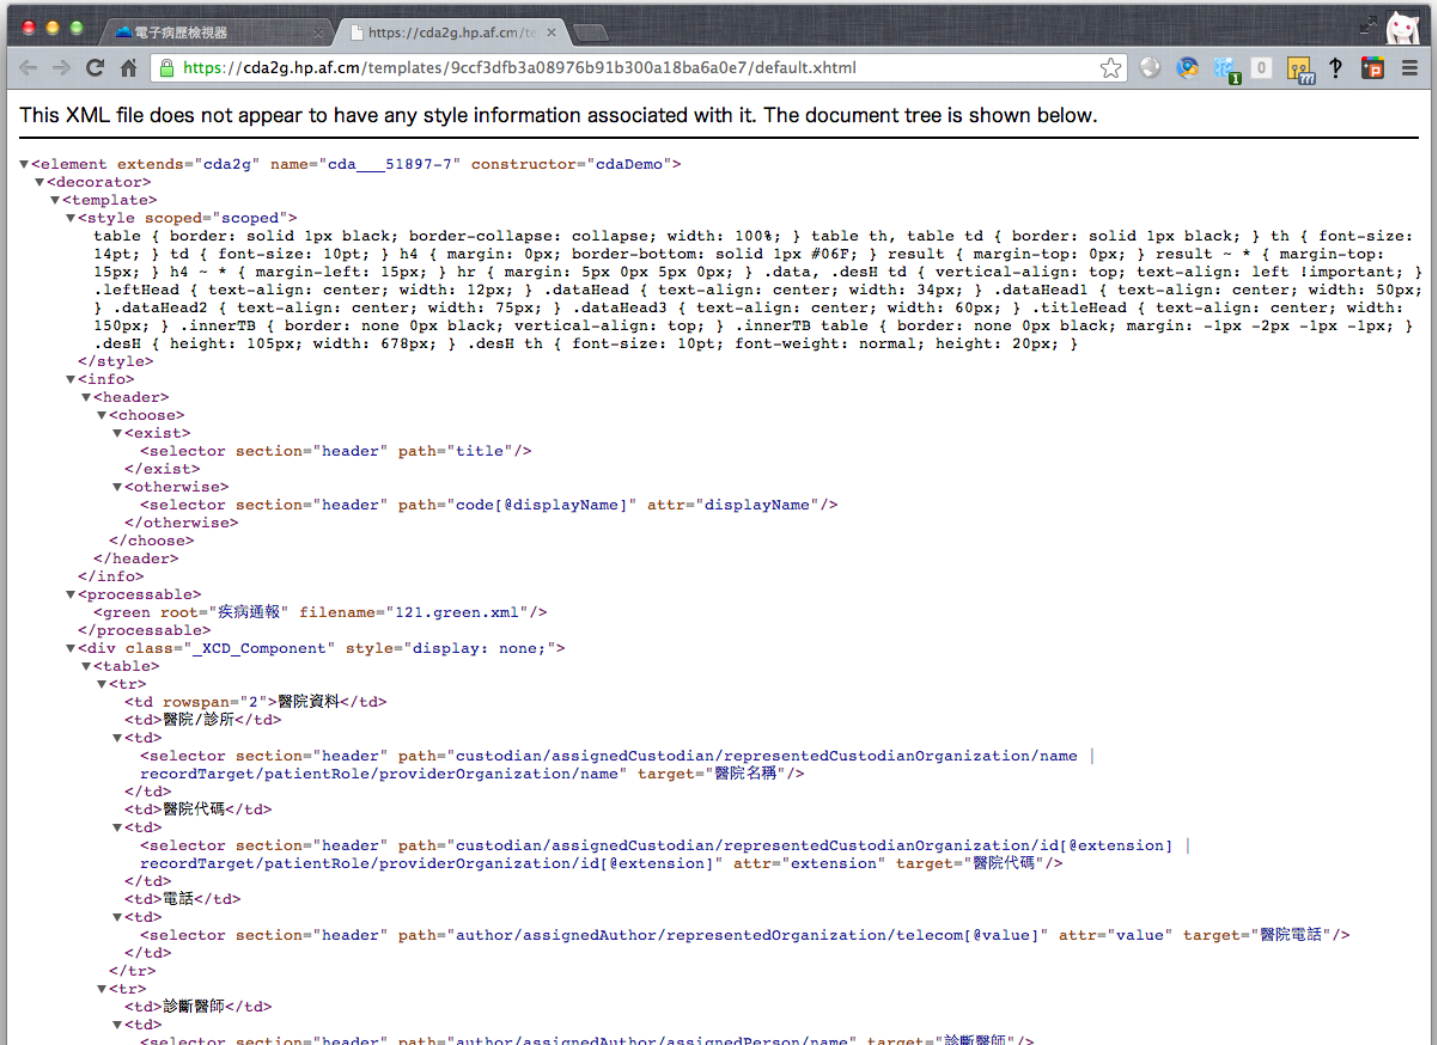 電子病歷檢視器
https://cda2g.hp.af.cm/te
https://cda2g.hp.af.cm/templates/9ccf3dfb3a08976b91b300a18ba6a0e7/default.xhtml
1
0
???
This XML file does not appear to have any style information associated with it. The document tree is shown below.
▼<element extends="cda2g" name="cda___51897-7" constructor="cdaDemo">
▼<decorator>
▼<template>
▼<style scoped="scoped">
table { border: solid 1px black; border-collapse: collapse; width: 100%; } table th, table td { border: solid 1px black; } th { font-size:
14pt; } td { font-size: 10pt; } h4 { margin: 0px; border-bottom: solid 1px #06F; } result { margin-top: 0px; } result ~ * { margin-top:
15px; } h4 ~ * { margin-left: 15px; } hr { margin: 5px 0px 5px 0px; } .data, .desH td { vertical-align: top; text-align: left !important; }
.leftHead { text-align: center; width: 12px; } .dataHead { text-align: center; width: 34px; } .dataHead1 { text-align: center; width: 50px;
} .dataHead2 { text-align: center; width: 75px; } .dataHead3 { text-align: center; width: 60px; } .titleHead { text-align: center; width:
150px; } .innerTB { border: none 0px black; vertical-align: top; } .innerTB table { border: none 0px black; margin: -1px -2px -1px -1px; }
.desH { height: 105px; width: 678px; } .desH th { font-size: 10pt; font-weight: normal; height: 20px; }
</style>
▼<info>
▼<header>
▼<choose>
▼<exist>
<selector section="header" path="title"/>
</exist>
▼<otherwise>
<selector section="header" path="code[@displayName]" attr="displayName"/>
</otherwise>
</choose>
</header>
</info>
▼<processable>
<green root="疾病通報" filename="121.green.xml"/>
</processable>
▼<div class="_XCD_Component" style="display: none;">
▼<table>
▼<tr>
<td rowspan="2">醫院資料</td>
<td>醫院/診所</td>
▼<td>
<selector section="header" path="custodian/assignedCustodian/representedCustodianOrganization/name |
recordTarget/patientRole/providerOrganization/name" target="醫院名稱"/>
</td>
<td>醫院代碼</td>
▼<td>
<selector section="header" path="custodian/assignedCustodian/representedCustodianOrganization/id[@extension] |
recordTarget/patientRole/providerOrganization/id[@extension]" attr="extension" target="醫院代碼"/>
</td>
<td>電話</td>
▼<td>
<selector section="header" path="author/assignedAuthor/representedOrganization/telecom[@value]" attr="value" target="醫院電話"/>
</td>
</tr>
▼<tr>
<td>診斷醫師</td>
▼<td>
<selector section="header" path="author/assignedAuthor/assignedPerson/name" target="診斷醫師"/>